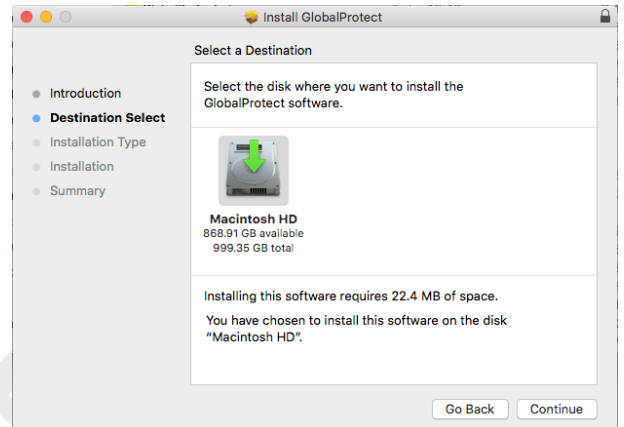 Install GlobalProtect
Select a Destination
Introduction
Destination Select
Installation Type
Installation
Summary
Select the disk where you want to install the
GlobalProtect software.
Macintosh HD
868.91 GB available
999.35 GB total
Installing this software requires 22.4 MB of space.
You have chosen to install this software on the disk
“Macintosh HD”.
Go Back
Continue